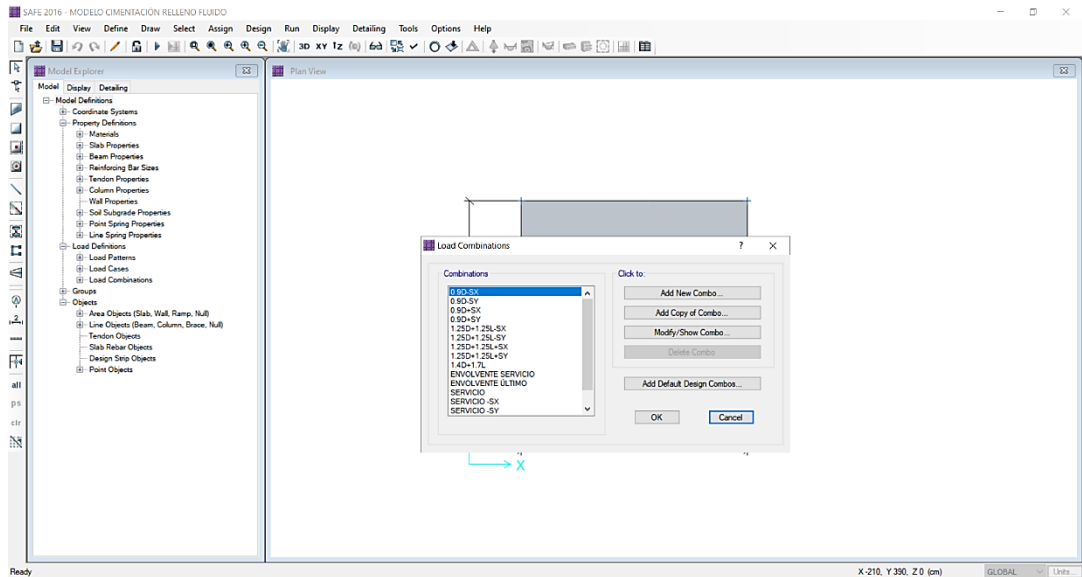 SAFE 2016 - MODELO CIMENTACIÓN RELLENO FLUIDO
File Edit View Define Draw Select Assign Design Run Display Detailing Tools Options Help
3D XY
Model Explorer
Model Display Detailing
Model Definitions
Coordinate Systems
Property Definitions
Materials
Slab Properties
Beam Properties
Reinforcing Bar Sizes
Tendon Properties
Column Properties
Wall Properties
Soil Subgrade Properties
Point Spring Properties
Line Spring Properties
Load Definitions
Load Patterns
Load Cases
Load Combinations
Groups
Objects
Area Objects (Slab, Wall, Ramp, Null)
Line Objects (Beam, Column, Brace, Null)
Tendon Objects
Slab Rebar Objects
Design Strip Objects
Point Objects
all
ps
clr
Plan View
X
Load Combinations ?
Combinations
0.9D-SX
0.9D-SY
0.9D+SX
0.9D+SY
1.25D+1.25L-SX
1.25D+1.25L-SY
1.25D+1.25L+SX
1.25D+1.25L+SY
1.4D+1.7L
ENVOLVENTE SERVICIO
ENVOLVENTE ÚLTIMO
SERVICIO
SERVICIO -SX
SERVICIO -SY
Click to:
Add New Combo...
Add Copy of Combo...
Modify/Show Combo...
Delete Combo
Add Default Design Combos...
OK Cancel
Ready X -210, Y 390, Z 0 (cm) GLOBAL Units...